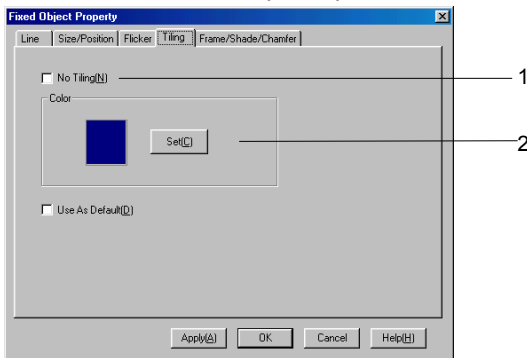 Fixed Object Property
Line Size/Position Flicker Tiling Frame/Shade/Chamfer
No Tiling(N) 1
Color
Set(C) 2
Use As Default(D)
Apply(A) OK Cancel Help(H)